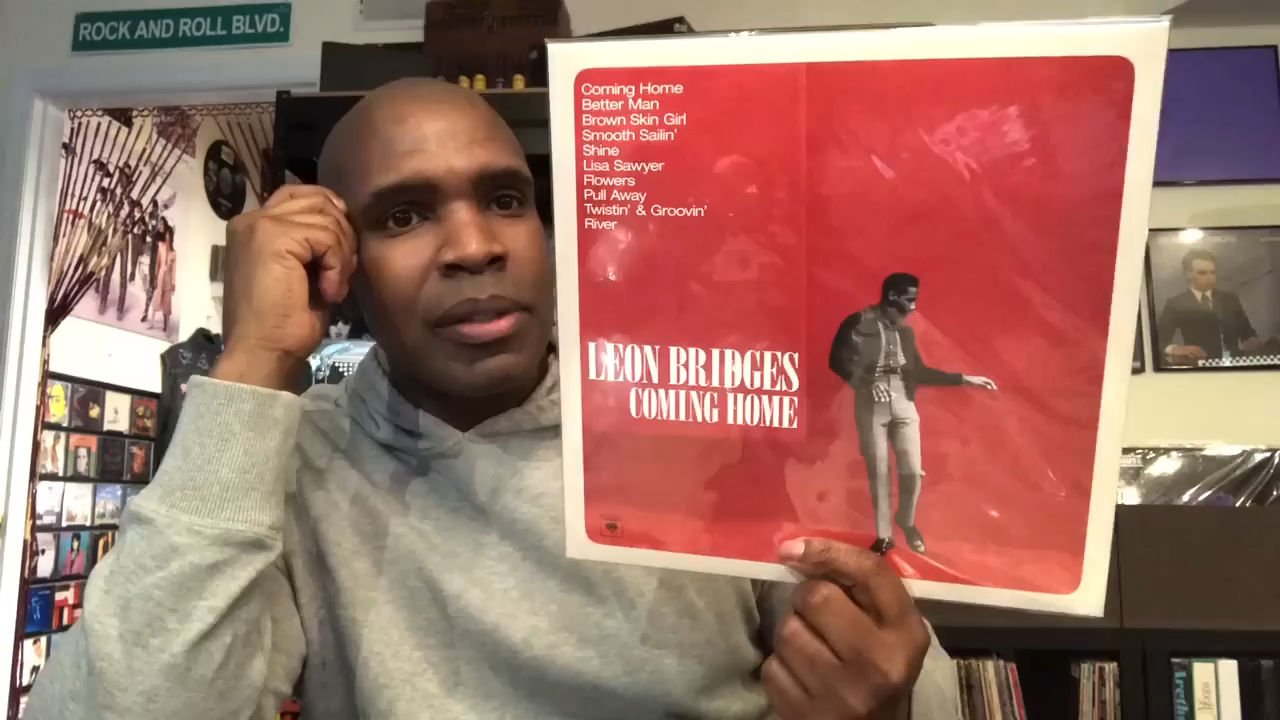 ROCK AND ROLL BLVD.
Coming Home
Better Man
Brown Skin Girl
Smooth Sailin'
Shine
Lisa Sawyer
Flowers
Pull Away
Twistin' & Groovin'
River
LEON BRIDGES
COMING HOME